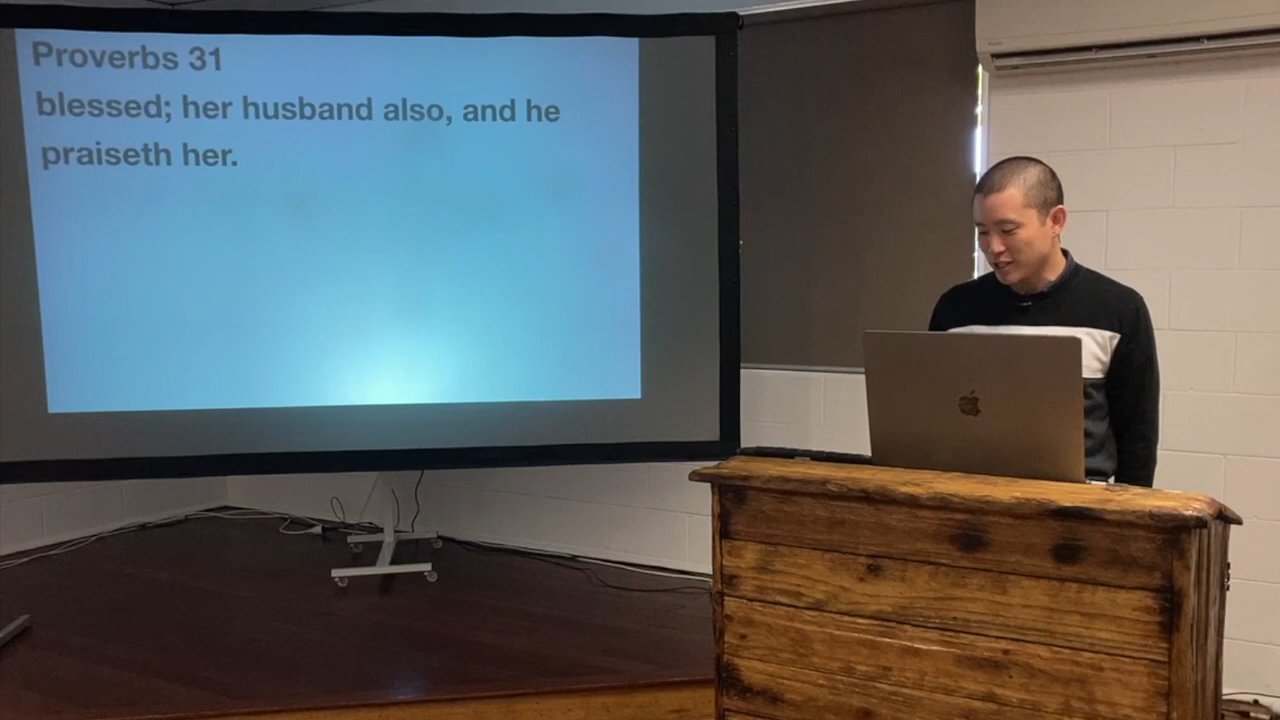 Proverbs 31
blessed; her husband also, and he
praiseth her.